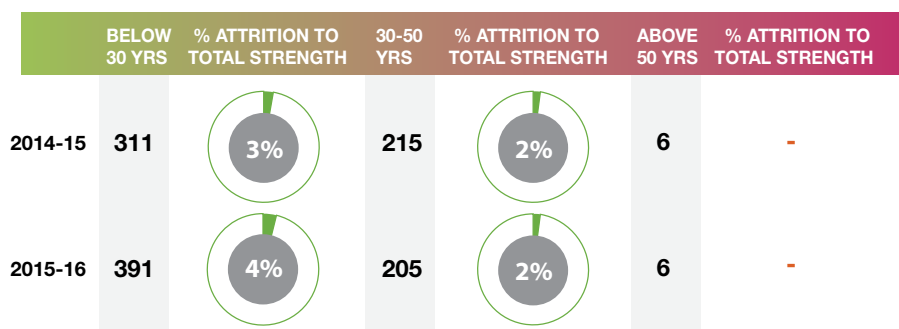 BELOW 30 YRS % ATTRITION TO TOTAL STRENGTH 30-50 YRS % ATTRITION TO TOTAL STRENGTH ABOVE 50 YRS % ATTRITION TO TOTAL STRENGTH
2014-15 311 3% 215 2% 6 -
2015-16 391 4% 205 2% 6 -